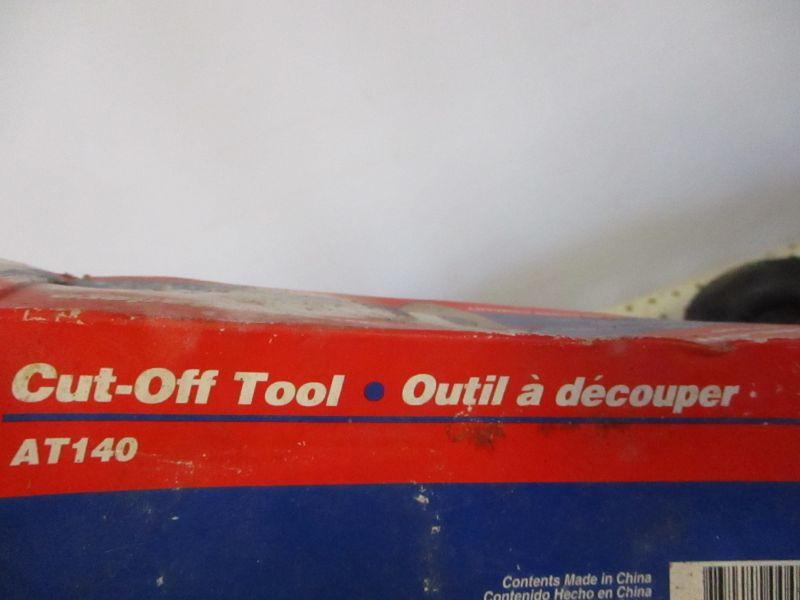 Cut-Off Tool • Outil à découper
AT140
Contents Made in China
Contenido Hecho en China